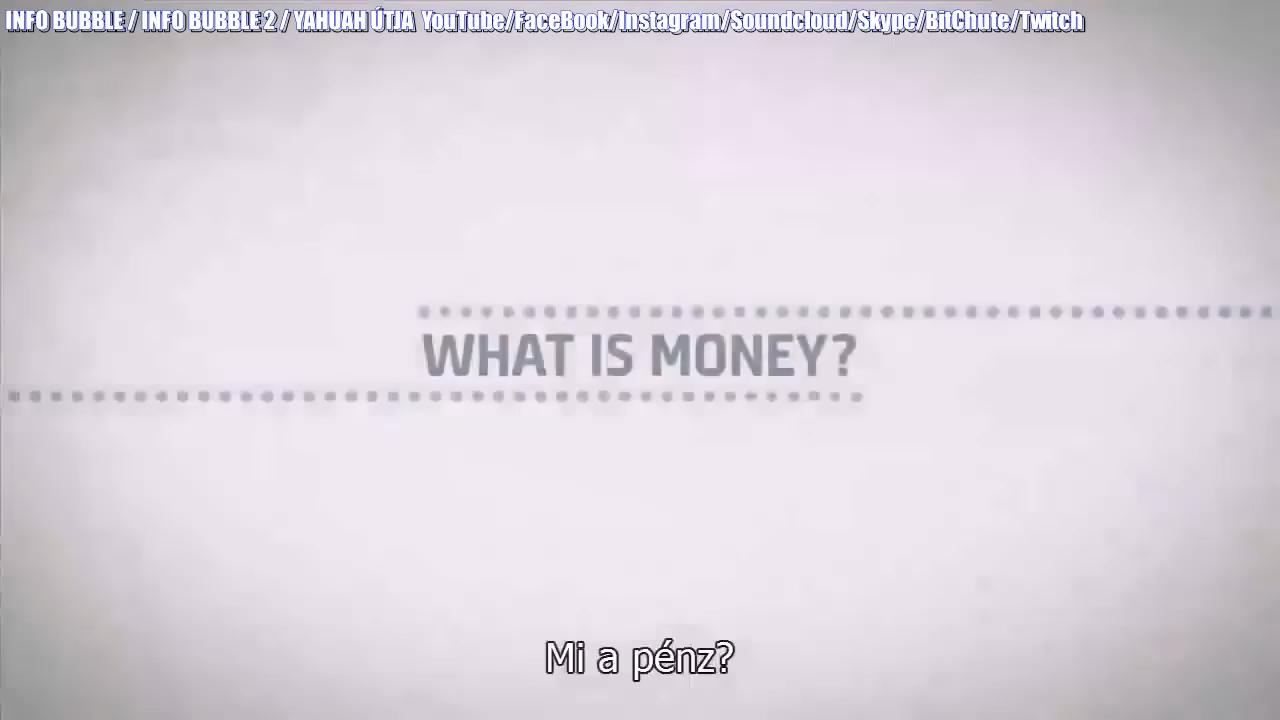 INFO BUBBLE / INFO BUBBLE 2 / YAHUAH ÚTJA YouTube/FaceBook/Instagram/Soundcloud/Skype/BitChute/Twitch
WHAT IS MONEY?
Mi a pénz?